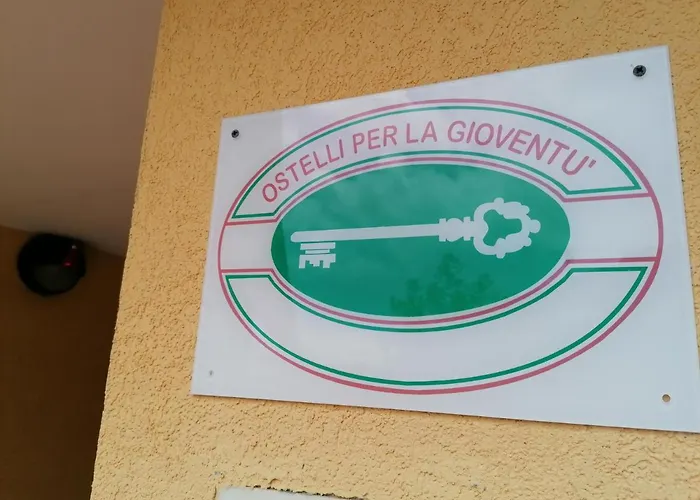 OSTELLI PER LA GIOVENTU'